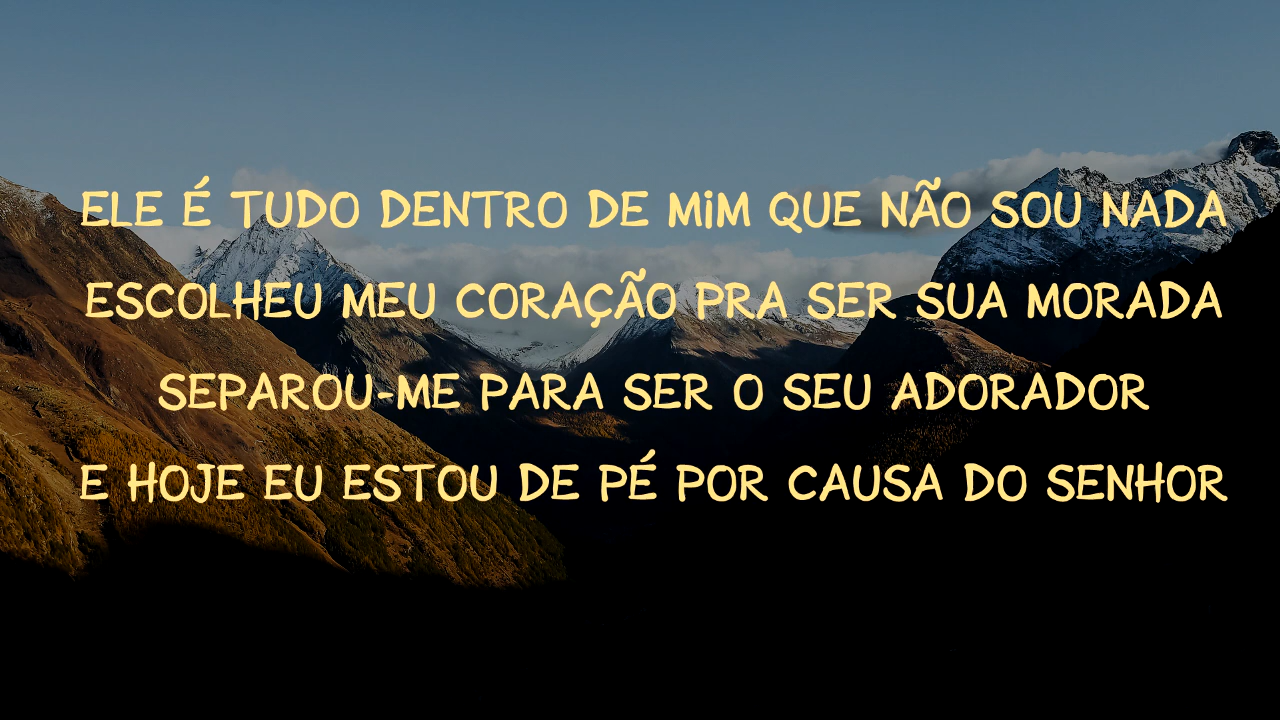 ELE É TUDO DENTRO DE MiM QUE NÃO SOU NADA
ESCOLHEU MEU CORAÇÃO PRA SER SUA MORADA
SEPAROU-ME PARA SER O SEU ADORADOR
E HOJE EU ESTOU DE PÉ POR CAUSA DO SENHOR